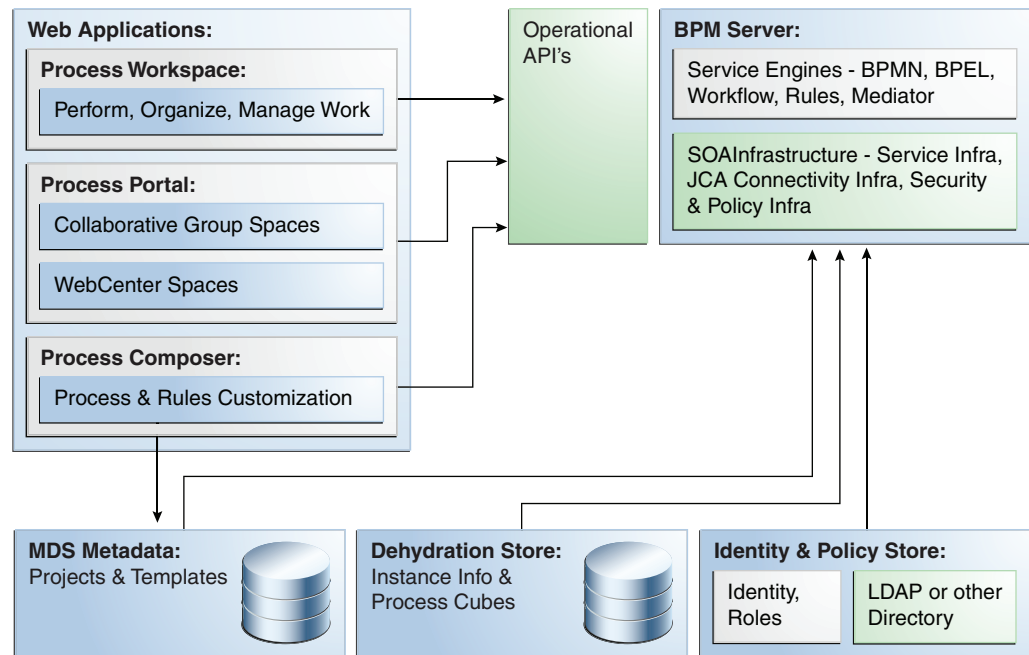 Web Applications:
Process Workspace:
Perform, Organize, Manage Work
Process Portal:
Collaborative Group Spaces
WebCenter Spaces
Process Composer:
Process & Rules Customization
Operational
API's
BPM Server:
Service Engines - BPMN, BPEL,
Workflow, Rules, Mediator
SOAInfrastructure - Service Infra,
JCA Connectivity Infra, Security
& Policy Infra
MDS Metadata:
Projects & Templates
Dehydration Store:
Instance Info &
Process Cubes
Identity & Policy Store:
Identity,
Roles
LDAP or other
Directory